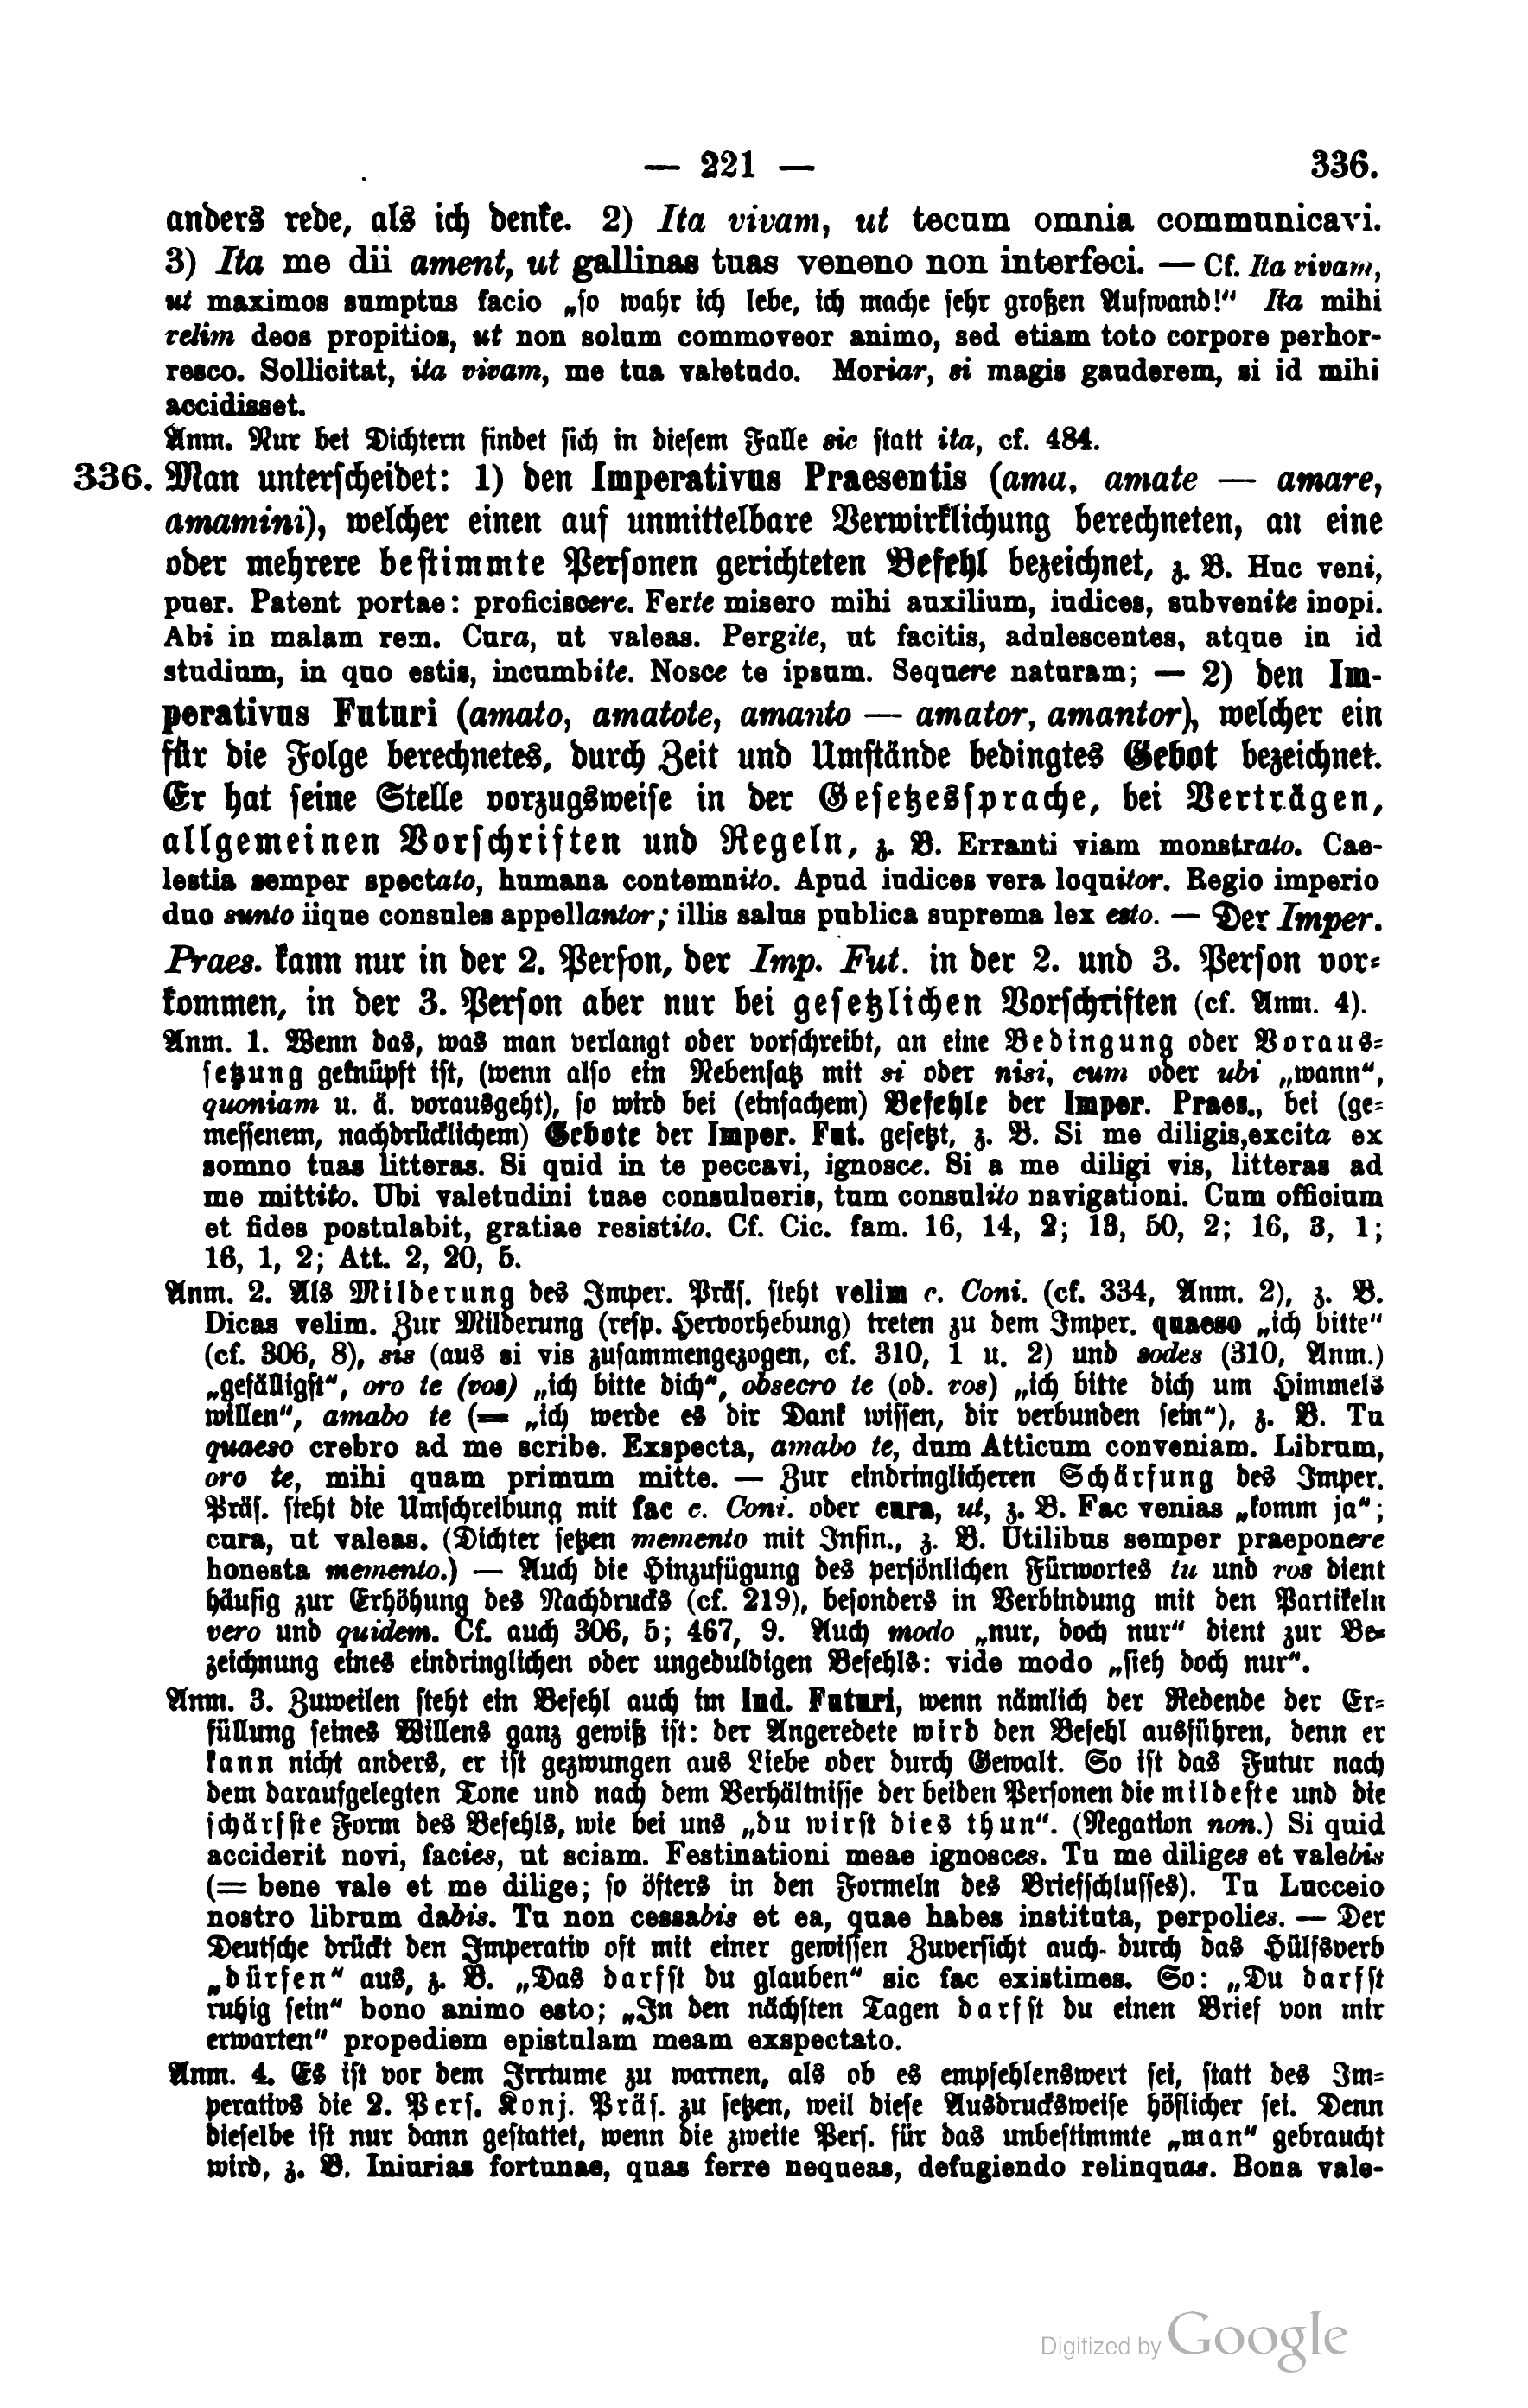 — 221 — 336.
anders rede, als ich denke. 2) Ita vivam, ut tecum omnia communicavi.
3) Ita me dii ament, ut gallinas tuas veneno non interfeci. — Cf. Ita vivam,
ut maximos sumptus facio „so wahr ich lebe, ich mache sehr großen Aufwand!“ Ita mihi
velim deos propitios, ut non solum commoveor animo, sed etiam toto corpore perhor-
resco. Sollicitat, ita vivam, me tua valetudo. Moriar, si magis gauderem, si id mihi
accidisset.
Anm. Nur bei Dichtern findet sich in diesem Falle sic statt ita, cf. 484.
336. Man unterscheidet: 1) den Imperativus Praesentis (ama, amate — amare,
amamini), welcher einen auf unmittelbare Verwirklichung berechneten, an eine
oder mehrere bestimmte Personen gerichteten Befehl bezeichnet, z. B. Huc veni,
puer. Patent portae: proficiscere. Ferte misero mihi auxilium, iudices, subvenite inopi.
Abi in malam rem. Cura, ut valeas. Pergite, ut facitis, adulescentes, atque in id
studium, in quo estis, incumbite. Nosce te ipsum. Sequere naturam; — 2) den Im-
perativus Futuri (amato, amatote, amanto — amator, amantor), welcher ein
für die Folge berechnetes, durch Zeit und Umstände bedingtes Gebot bezeichnet.
Er hat seine Stelle vorzugsweise in der Gesetzessprache, bei Verträgen,
allgemeinen Vorschriften und Regeln, z. B. Erranti viam monstrato. Cae-
lestia semper spectato, humana contemnito. Apud iudices vera loquitor. Regio imperio
duo sunto iique consules appellantor; illis salus publica suprema lex esto. — Der Imper.
Praes. kann nur in der 2. Person, der Imp. Fut. in der 2. und 3. Person vor-
kommen, in der 3. Person aber nur bei gesetzlichen Vorschriften (cf. Anm. 4).
Anm. 1. Wenn das, was man verlangt oder vorschreibt, an eine Bedingung oder Voraus-
setzung geknüpft ist, (wenn also ein Nebensatz mit si oder nisi, cum oder ubi „wann“,
quoniam u. ä. vorausgeht), so wird bei (einfachem) Befehle der Imper. Praes., bei (ge-
messenem, nachdrücklichem) Gebote der Imper. Fut. gesetzt, z. B. Si me diligis,excita ex
somno tuas litteras. Si quid in te peccavi, ignosce. Si a me diligi vis, litteras ad
me mittito. Ubi valetudini tuae consulueris, tum consulito navigationi. Cum officium
et fides postulabit, gratiae resistito. Cf. Cic. fam. 16, 14, 2; 13, 50, 2; 16, 3, 1;
16, 1, 2; Att. 2, 20, 5.
Anm. 2. Als Milderung des Imper. Präs. steht velim c. Coni. (cf. 334, Anm. 2), z. B.
Dicas velim. Zur Milderung (resp. Hervorhebung) treten zu dem Imper. quaeso „ich bitte“
(cf. 306, 8), sis (aus si vis zusammengezogen, cf. 310, 1 u. 2) und sodes (310, Anm.)
„gefälligst“, oro te (vos) „ich bitte dich“, obsecro te (od. vos) „ich bitte dich um Himmels
willen“, amabo te (= „ich werde es dir Dank wissen, dir verbunden sein“), z. B. Tu
quaeso crebro ad me scribe. Exspecta, amabo te, dum Atticum conveniam. Librum,
oro te, mihi quam primum mitte. — Zur eindringlicheren Schärfung des Imper.
Präs. steht die Umschreibung mit fac c. Coni. oder cura, ut, z. B. Fac venias „komm ja“;
cura, ut valeas. (Dichter setzen memento mit Infin., z. B. Utilibus semper praeponere
honesta memento.) — Auch die Hinzufügung des persönlichen Fürwortes tu und vos dient
häufig zur Erhöhung des Nachdrucks (cf. 219), besonders in Verbindung mit den Partikeln
vero und quidem. Cf. auch 306, 5; 467, 9. Auch modo „nur, doch nur“ dient zur Be-
zeichnung eines eindringlichen oder ungeduldigen Befehls: vide modo „sieh doch nur“.
Anm. 3. Zuweilen steht ein Befehl auch im Ind. Futuri, wenn nämlich der Redende der Er-
füllung seines Willens ganz gewiß ist: der Angeredete wird den Befehl ausführen, denn er
kann nicht anders, er ist gezwungen aus Liebe oder durch Gewalt. So ist das Futur nach
dem daraufgelegten Tone und nach dem Verhältnisse der beiden Personen die mildeste und die
schärfste Form des Befehls, wie bei uns „du wirst dies thun“. (Negation non.) Si quid
acciderit novi, facies, ut sciam. Festinationi meae ignosces. Tu me diliges et valebis
(= bene vale et me dilige; so öfters in den Formeln des Briefschlusses). Tu Lucceio
nostro librum dabis. Tu non cessabis et ea, quae habes instituta, perpolies. — Der
Deutsche drückt den Imperativ oft mit einer gewissen Zuversicht auch durch das Hülfsverb
„dürfen“ aus, z. B. „Das darfst du glauben“ sic fac existimes. So: „Du darfst
ruhig sein“ bono animo esto; „In den nächsten Tagen darfst du einen Brief von mir
erwarten“ propediem epistulam meam exspectato.
Anm. 4. Es ist vor dem Irrtume zu warnen, als ob es empfehlenswert sei, statt des Im-
perativs die 2. Pers. Konj. Präs. zu setzen, weil diese Ausdrucksweise höflicher sei. Denn
dieselbe ist nur dann gestattet, wenn die zweite Pers. für das unbestimmte „man“ gebraucht
wird, z. B. Iniurias fortunae, quas ferre nequeas, defugiendo relinquas. Bona vale-
Digitized by Google